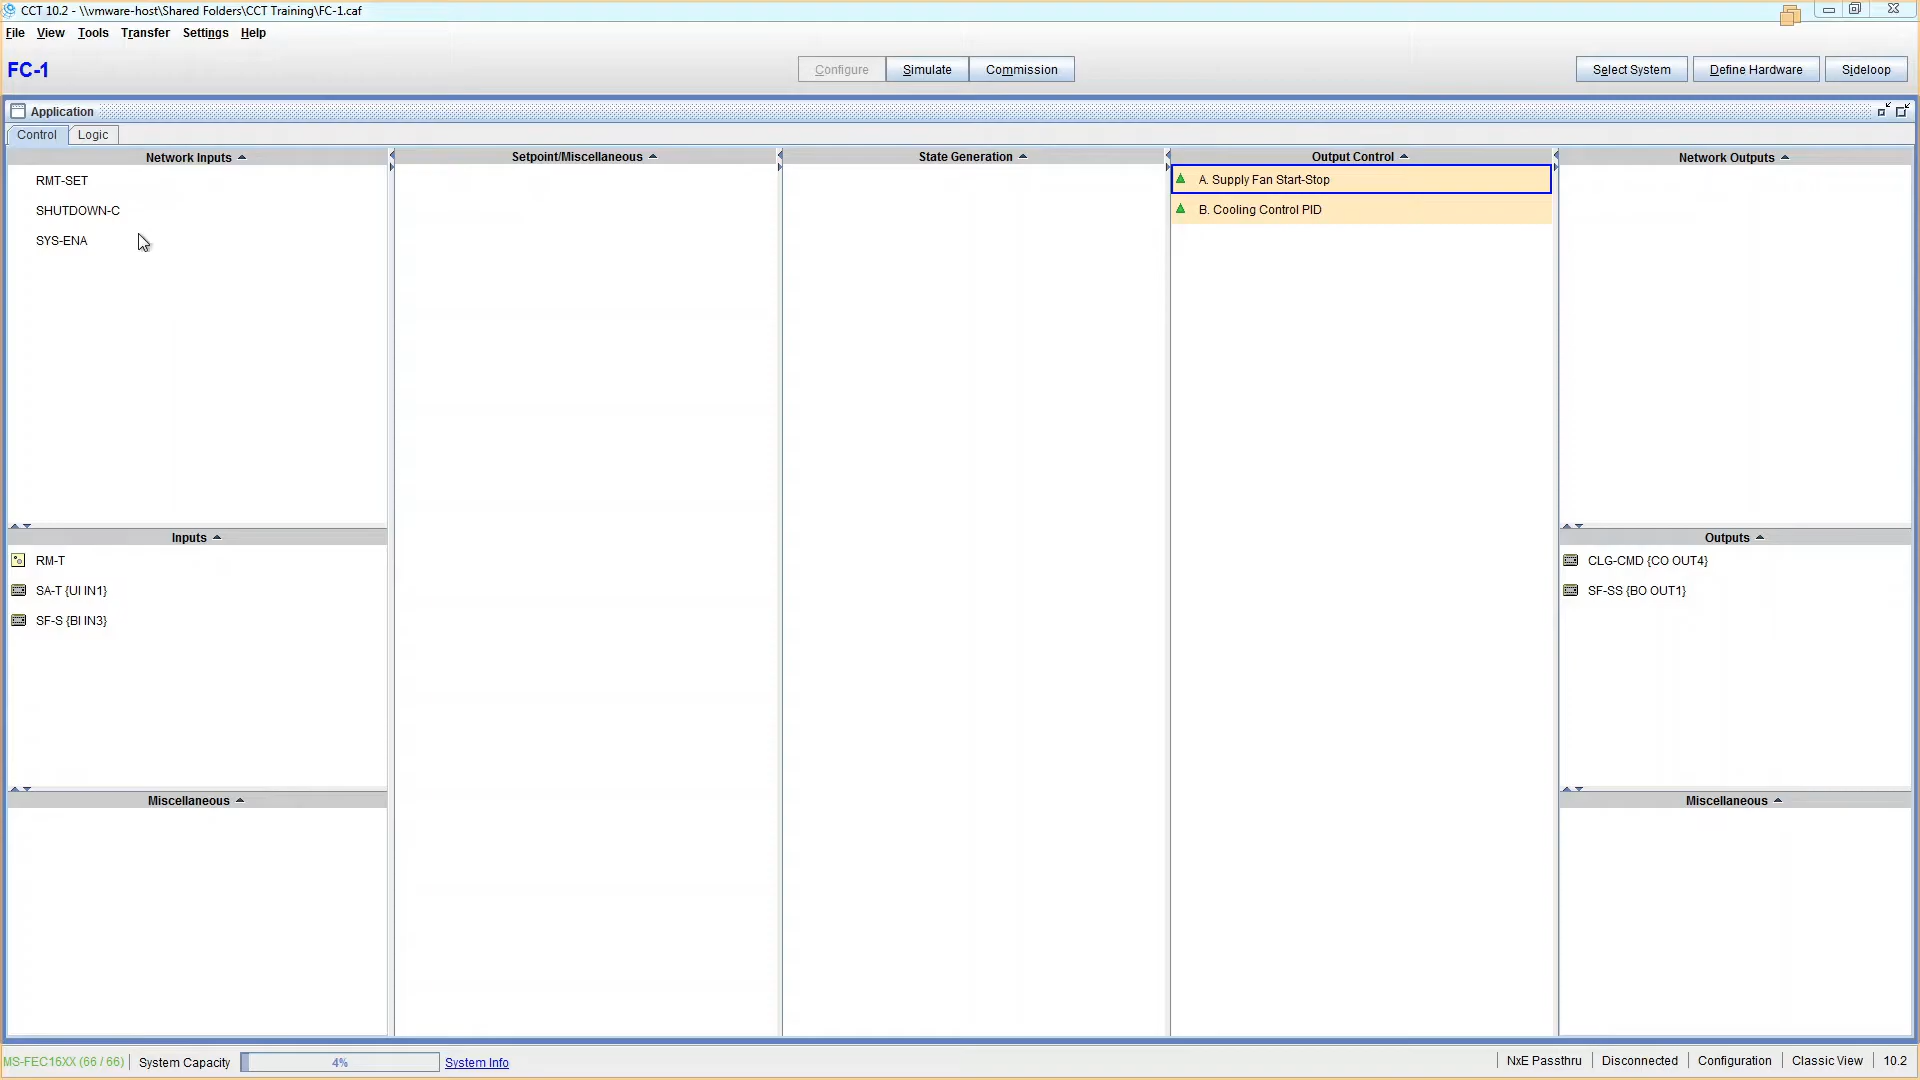 CCT 10.2 - \\vmware-host\Shared Folders\CCT Training\FC-1.caf
File View Tools Transfer Settings Help
FC-1
Configure Simulate Commission
Select System Define Hardware Sideloop
Application
Control Logic
Network Inputs
RMT-SET
SHUTDOWN-C
SYS-ENA
Inputs
RM-T
SA-T {UI IN1}
SF-S {BI IN3}
Miscellaneous
Setpoint/Miscellaneous
State Generation
Output Control
A. Supply Fan Start-Stop
B. Cooling Control PID
Network Outputs
Outputs
CLG-CMD {CO OUT4}
SF-SS {BO OUT1}
Miscellaneous
MS-FEC16XX (66 / 66) System Capacity 4% System Info
NxE Passthru Disconnected Configuration Classic View 10.2